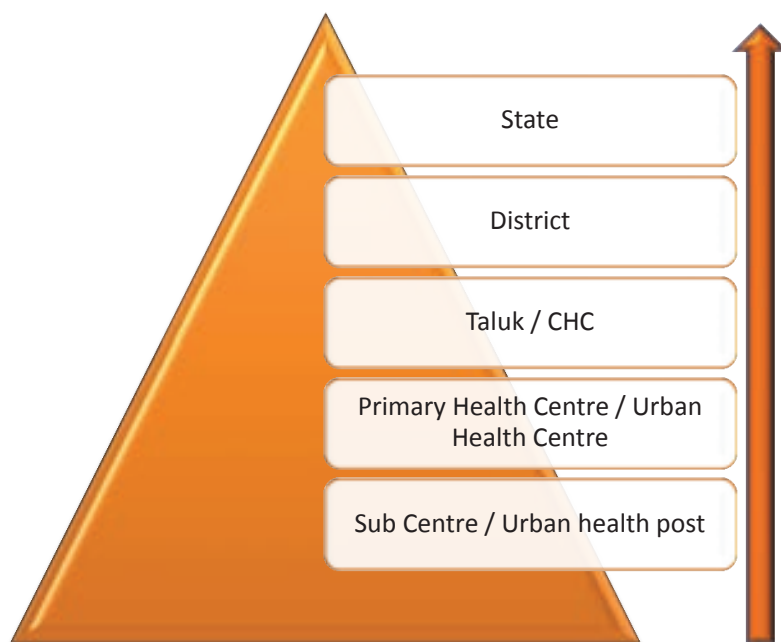 State
District
Taluk / CHC
Primary Health Centre / Urban
Health Centre
Sub Centre / Urban health post